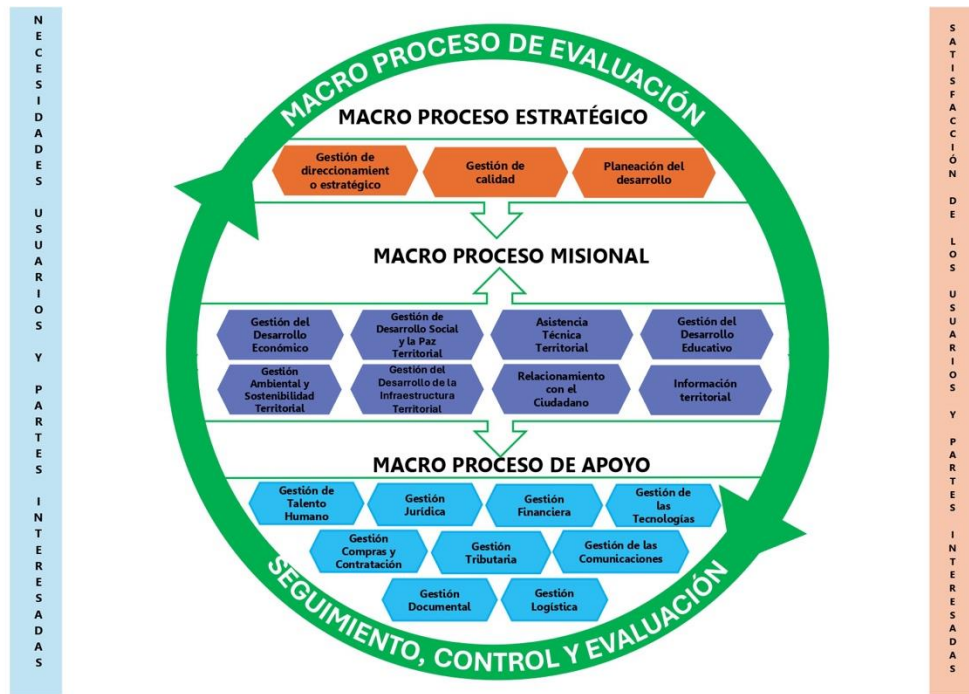 NECESIDADES USUARIOS Y PARTES INTERESADAS
MACRO PROCESO DE EVALUACIÓN
MACRO PROCESO ESTRATÉGICO
Gestión de
direccionamient
o estratégico
Gestión de
calidad
Planeación del
desarrollo
MACRO PROCESO MISIONAL
Gestión del
Desarrollo
Económico
Gestión de
Desarrollo Social
y la Paz
Territorial
Asistencia
Técnica
Territorial
Gestión del
Desarrollo
Educativo
Gestión
Ambiental y
Sostenibilidad
Territorial
Gestión del
Desarrollo de la
Infraestructura
Territorial
Relacionamiento
con el
Ciudadano
Información
territorial
MACRO PROCESO DE APOYO
Gestión de
Talento
Humano
Gestión
Jurídica
Gestión
Financiera
Gestión de
las
Tecnologías
Gestión
Compras y
Contratación
Gestión
Tributaria
Gestión de las
Comunicaciones
Gestión
Documental
Gestión
Logística
SEGUIMIENTO, CONTROL Y EVALUACIÓN
SATISFACCIÓN DE LOS USUARIOS Y PARTES INTERESADAS